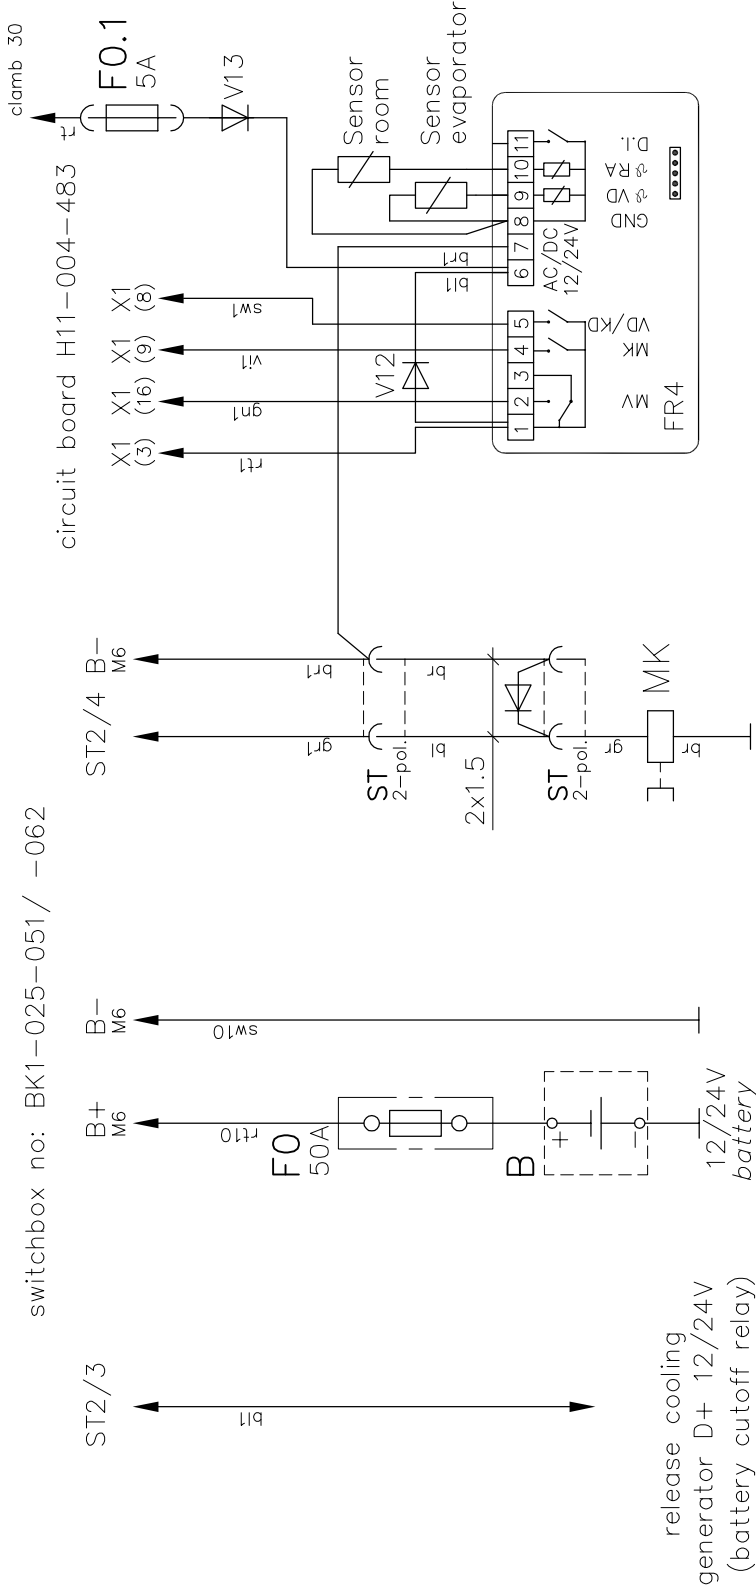 switchbox no: BK1-025-051/ -062
circuit board H11-004-483
clamb 30
ST2/3
B+
M6
B-
M6
ST2/4
B-
M6
X1
(3)
X1
(16)
X1
(9)
X1
(8)
rt
F0.1
5A
V13
bl1
rt10
sw10
gr1
br1
rt1
gn1
vi1
sw1
F0
50A
V12
bl1
br1
Sensor
room
Sensor
evaporator
ST
2-pol.
bl
br
2x1.5
1
2
3
4
5
6
7
8
9
10
11
AC/DC
12/24V
B
+
-
ST
2-pol.
gr
br
MK
MV
MK
VD/KD
GND
ϑ VD
ϑ RA
D.I.
FR4
release cooling
generator D+ 12/24V
(battery cutoff relay)
12/24V
battery